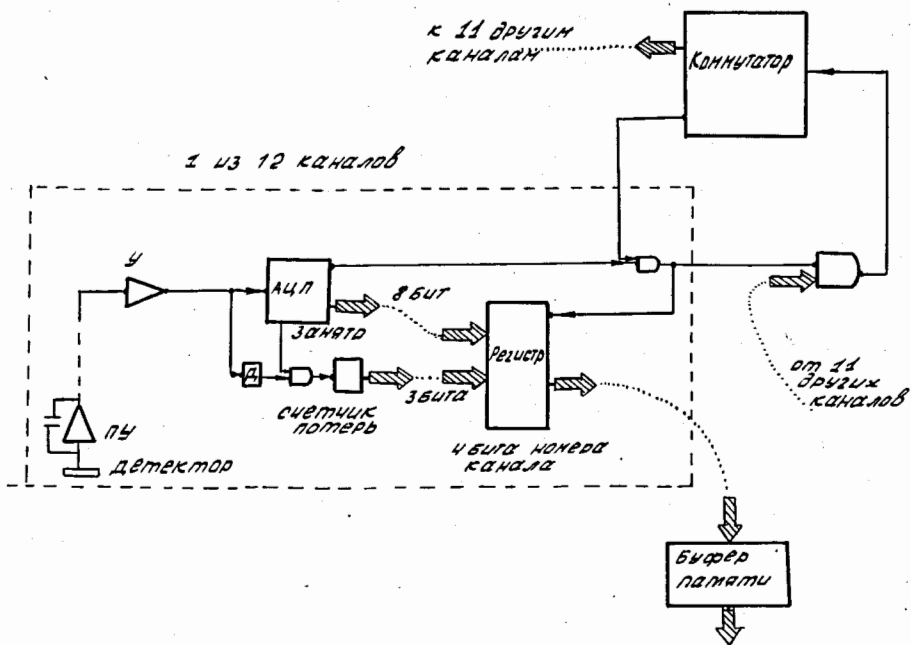 к 11 другим
каналам
Коммутатор
1 из 12 каналов
У
АЦП
8 бит
занято
Регистр
от 11
других
каналов
Д
3 бита
счетчик
потерь
ПУ
4 бита номера
канала
детектор
Буфер
памяти